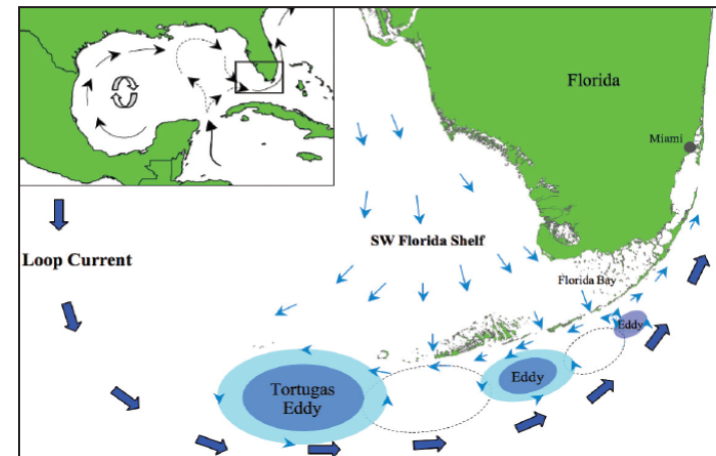 Florida
Miami
SW Florida Shelf
Loop Current
Florida Bay
Eddy
Eddy
Tortugas
Eddy